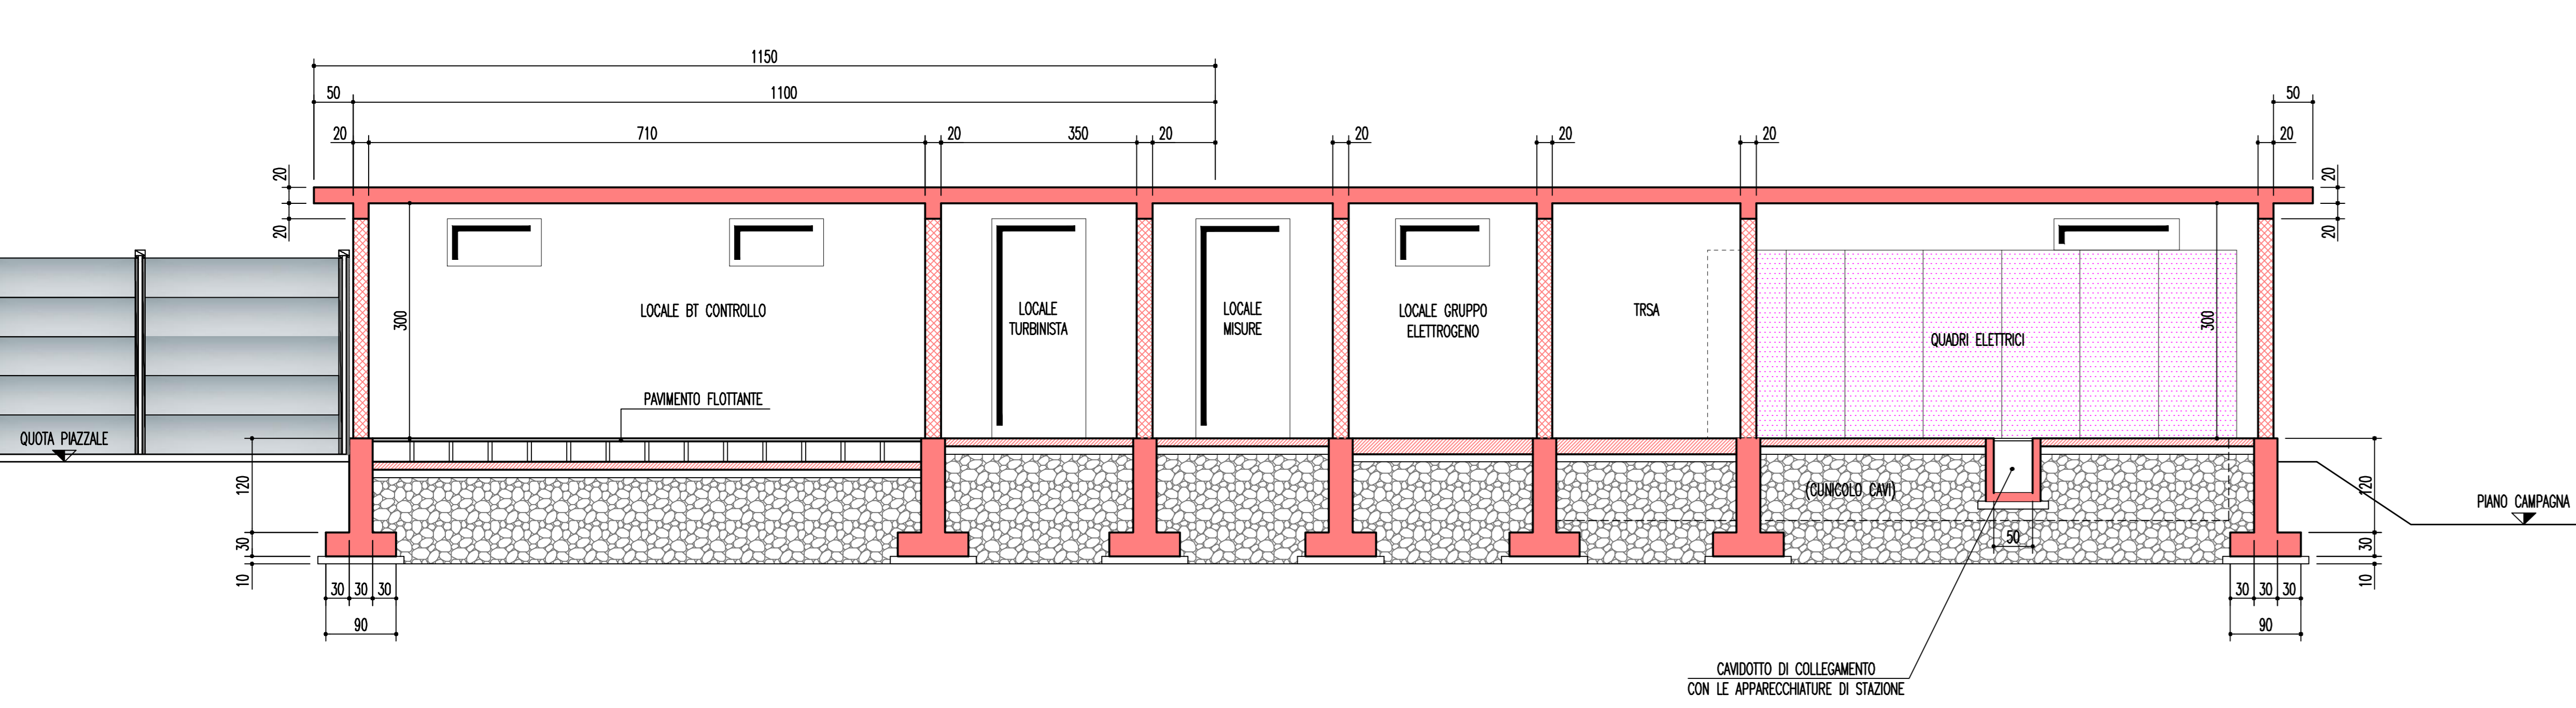 1150
50
1100
50
20
710
20
350
20
20
20
20
20
20
20
20
20
LOCALE BT CONTROLLO
LOCALE
TURBINISTA
LOCALE
MISURE
LOCALE GRUPPO
ELETTROGENO
TRSA
QUADRI ELETTRICI
300
300
PAVIMENTO FLOTTANTE
QUOTA PIAZZALE
120
30
10
(CUNICOLO CAVI)
120
30
10
PIANO CAMPAGNA
50
30
30
30
90
30
30
30
90
CAVIDOTTO DI COLLEGAMENTO
CON LE APPARECCHIATURE DI STAZIONE